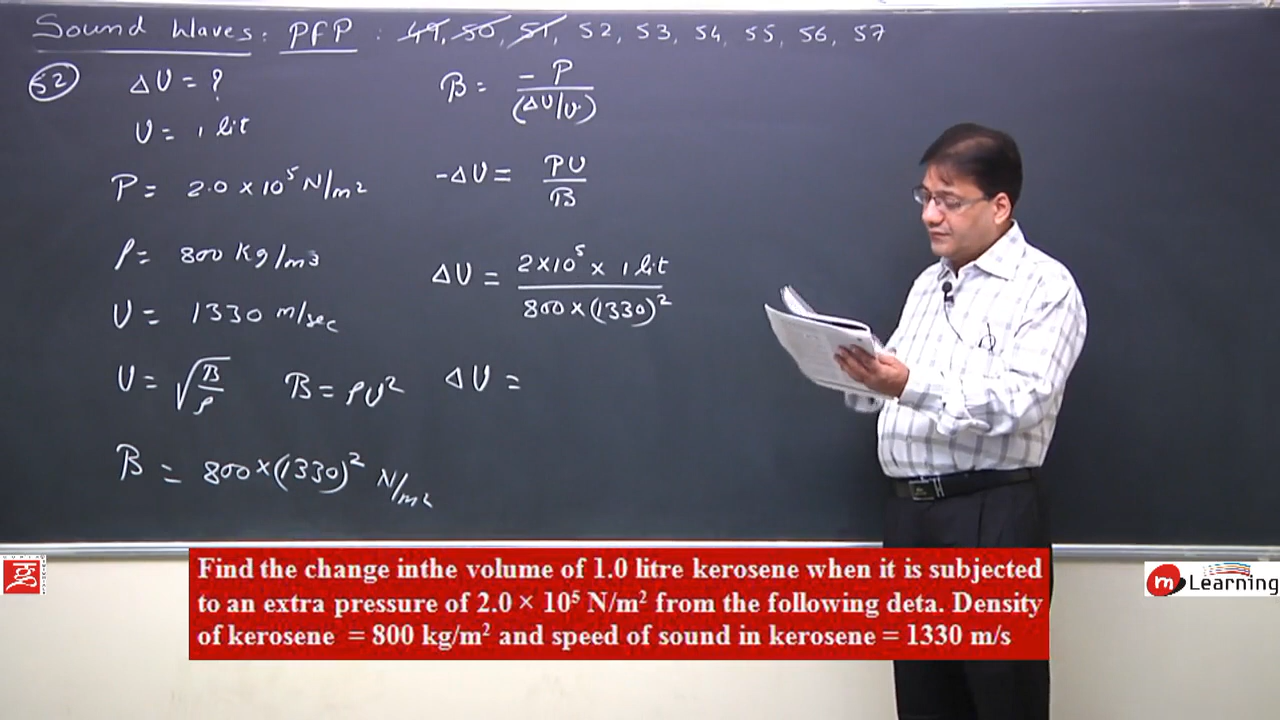 Sound Waves: PFP : 49, 50, 51, 52, 53, 54, 55, 56, 57
52
ΔV = ?
V = 1 lit
P = 2.0 × 10⁵ N/m²
ρ = 800 Kg/m³
V = 1330 m/sec
V = √(B/ρ)    B = ρV²
B = 800 × (1330)² N/m²
B = -P/(ΔV/V)
-ΔV = PV/B
ΔV = 2×10⁵ × 1 lit / 800 × (1330)²
ΔV =
Find the change inthe volume of 1.0 litre kerosene when it is subjected
to an extra pressure of 2.0 × 10⁵ N/m² from the following deta. Density
of kerosene = 800 kg/m² and speed of sound in kerosene = 1330 m/s
m Learning